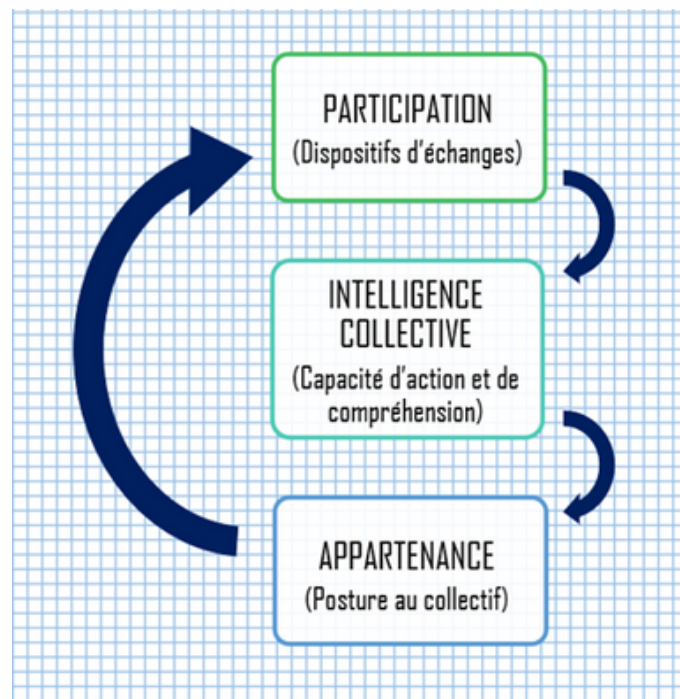 PARTICIPATION
(Dispositifs d'échanges)
INTELLIGENCE
COLLECTIVE
(Capacité d'action et de
compréhension)
APPARTENANCE
(Posture au collectif)